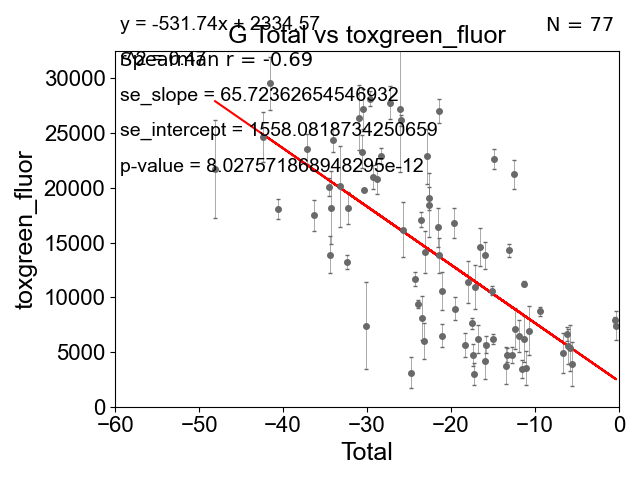 y = -531.74x + 2334.57
N = 77
G Total vs toxgreen_fluor
Spearman r = -0.69
se_slope = 65.72362654546932
se_intercept = 1558.0818734250659
p-value = 8.027571868948295e-12
toxgreen_fluor
30000
25000
20000
15000
10000
5000
0
−60
−50
−40
−30
−20
−10
0
Total